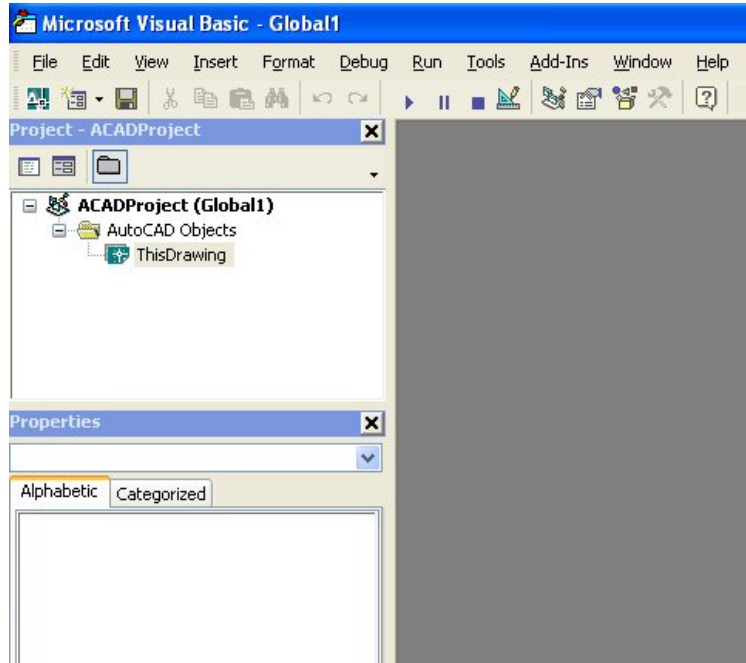 Microsoft Visual Basic - Global1
File Edit View Insert Format Debug Run Tools Add-Ins Window Help
Project - ACADProject
ACADProject (Global1)
AutoCAD Objects
ThisDrawing
Properties
Alphabetic Categorized